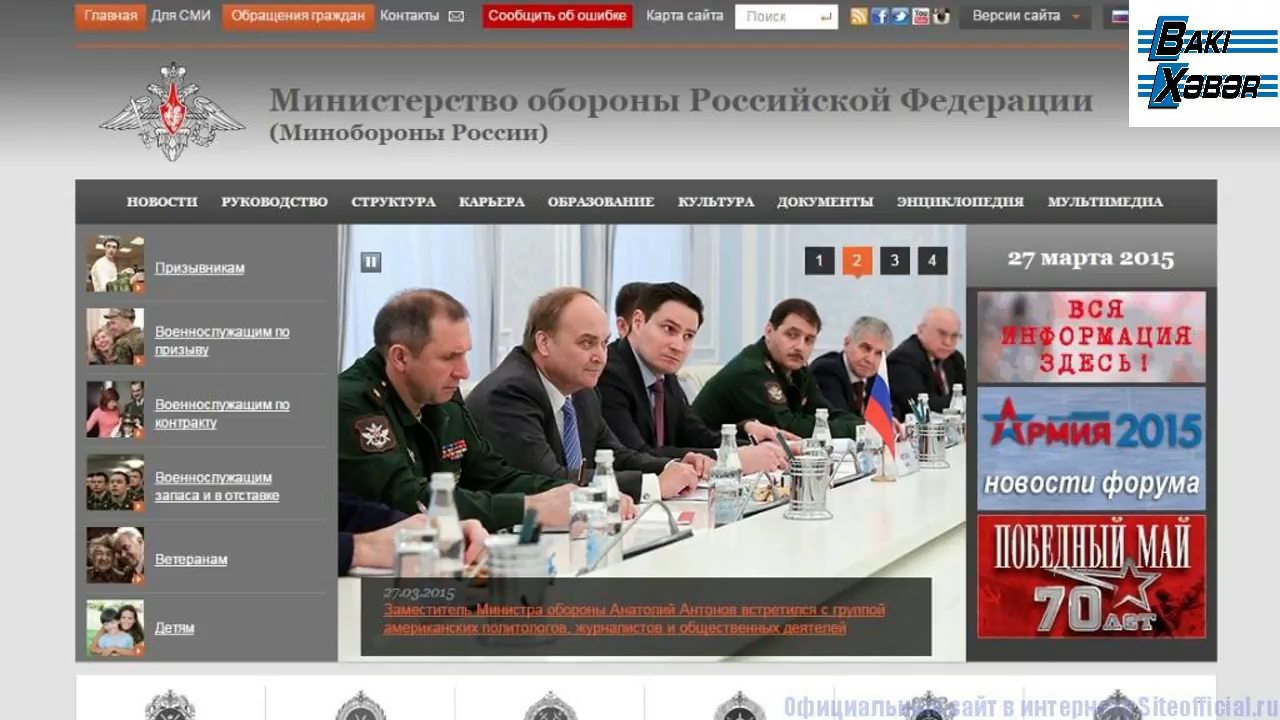 Главная
Для СМИ
Обращения граждан
Контакты
Сообщить об ошибке
Карта сайта
Поиск
Версии сайта
BAKI
XƏBƏR
Министерство обороны Российской Федерации
(Минобороны России)
НОВОСТИ
РУКОВОДСТВО
СТРУКТУРА
КАРЬЕРА
ОБРАЗОВАНИЕ
КУЛЬТУРА
ДОКУМЕНТЫ
ЭНЦИКЛОПЕДИЯ
МУЛЬТИМЕДИА
Призывникам
Военнослужащим по
призыву
Военнослужащим по
контракту
Военнослужащим
запаса и в отставке
Ветеранам
Детям
1
2
3
4
27.03.2015
Заместитель Министра обороны Анатолий Антонов встретился с группой
американских политологов, журналистов и общественных деятелей
27 марта 2015
ВСЯ
ИНФОРМАЦИЯ
ЗДЕСЬ!
АРМИЯ 2015
новости форума
ПОБЕДНЫЙ МАЙ
70 ЛЕТ
Официальный сайт в интернете Siteofficial.ru